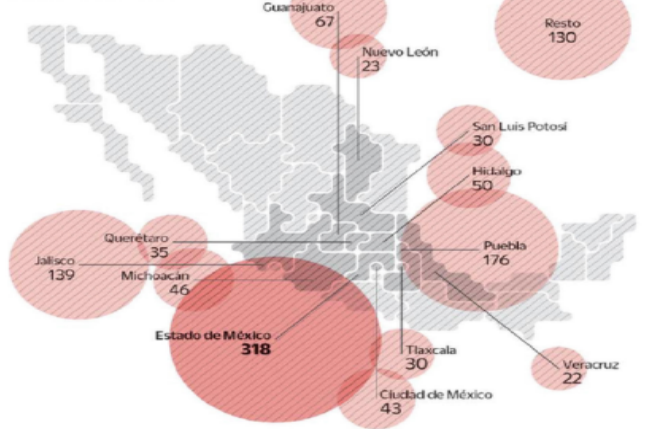 Guanajuato
67
Nuevo León
23
Resto
130
San Luis Potosí
30
Hidalgo
50
Querétaro
35
Jalisco
139
Michoacán
46
Puebla
176
Estado de México
318
Tlaxcala
30
Veracruz
22
Ciudad de México
43